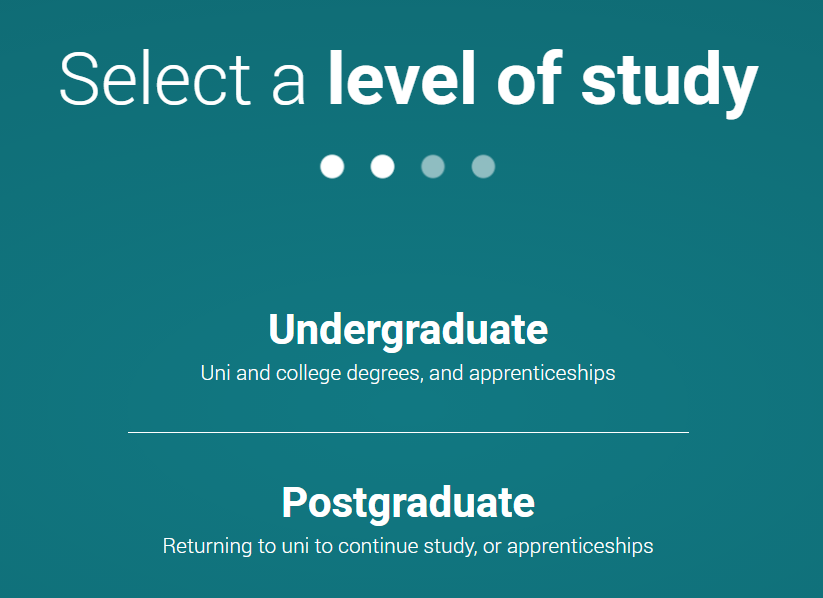 Select a level of study
Undergraduate
Uni and college degrees, and apprenticeships
Postgraduate
Returning to uni to continue study, or apprenticeships